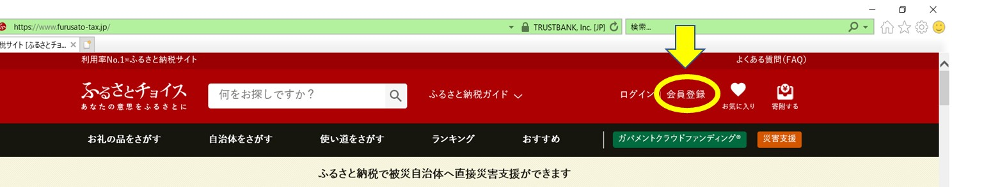 https://www.furusato-tax.jp/
TRUSTBANK, Inc. [JP]
検索...
税サイト [ふるさとチョ...
利用率No.1※ふるさと納税サイト
よくある質問(FAQ)
ふるさとチョイス
あなたの意思をふるさとに
何をお探しですか？
ふるさと納税ガイド
ログイン
会員登録
お気に入り
寄附する
お礼の品をさがす
自治体をさがす
使い道をさがす
ランキング
おすすめ
ガバメントクラウドファンディング®
災害支援
ふるさと納税で被災自治体へ直接災害支援ができます